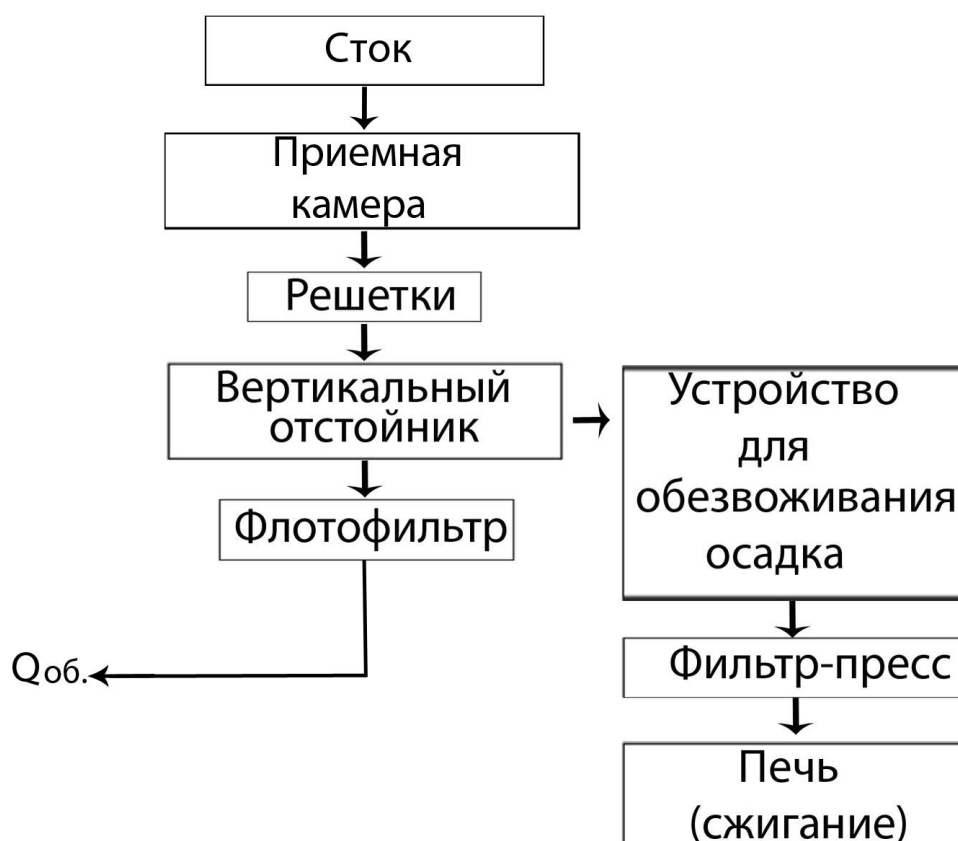 Сток
Приемная
камера
Решетки
Вертикальный
отстойник
Флотофильтр
Qоб.
Устройство
для
обезвоживания
осадка
Фильтр-пресс
Печь
(сжигание)